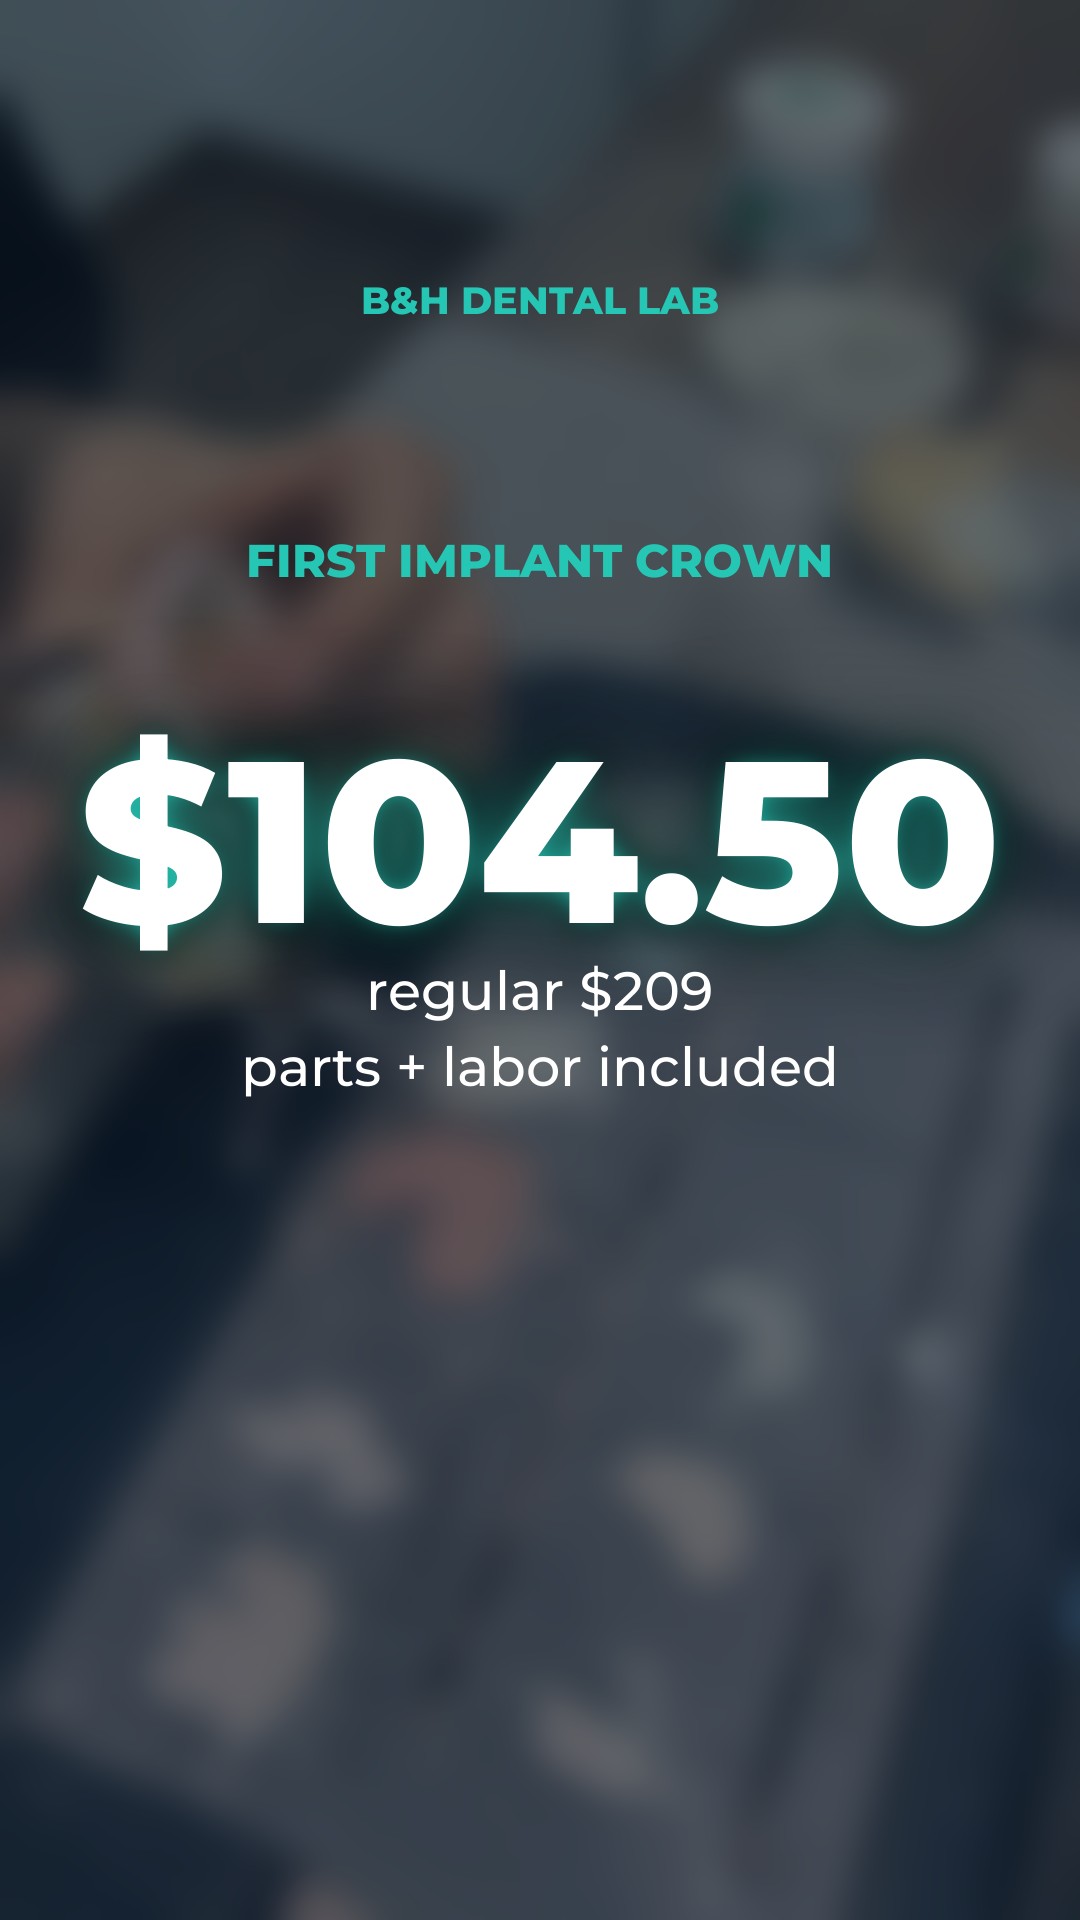 B&H DENTAL LAB
FIRST IMPLANT CROWN
$104.50
regular $209
parts + labor included